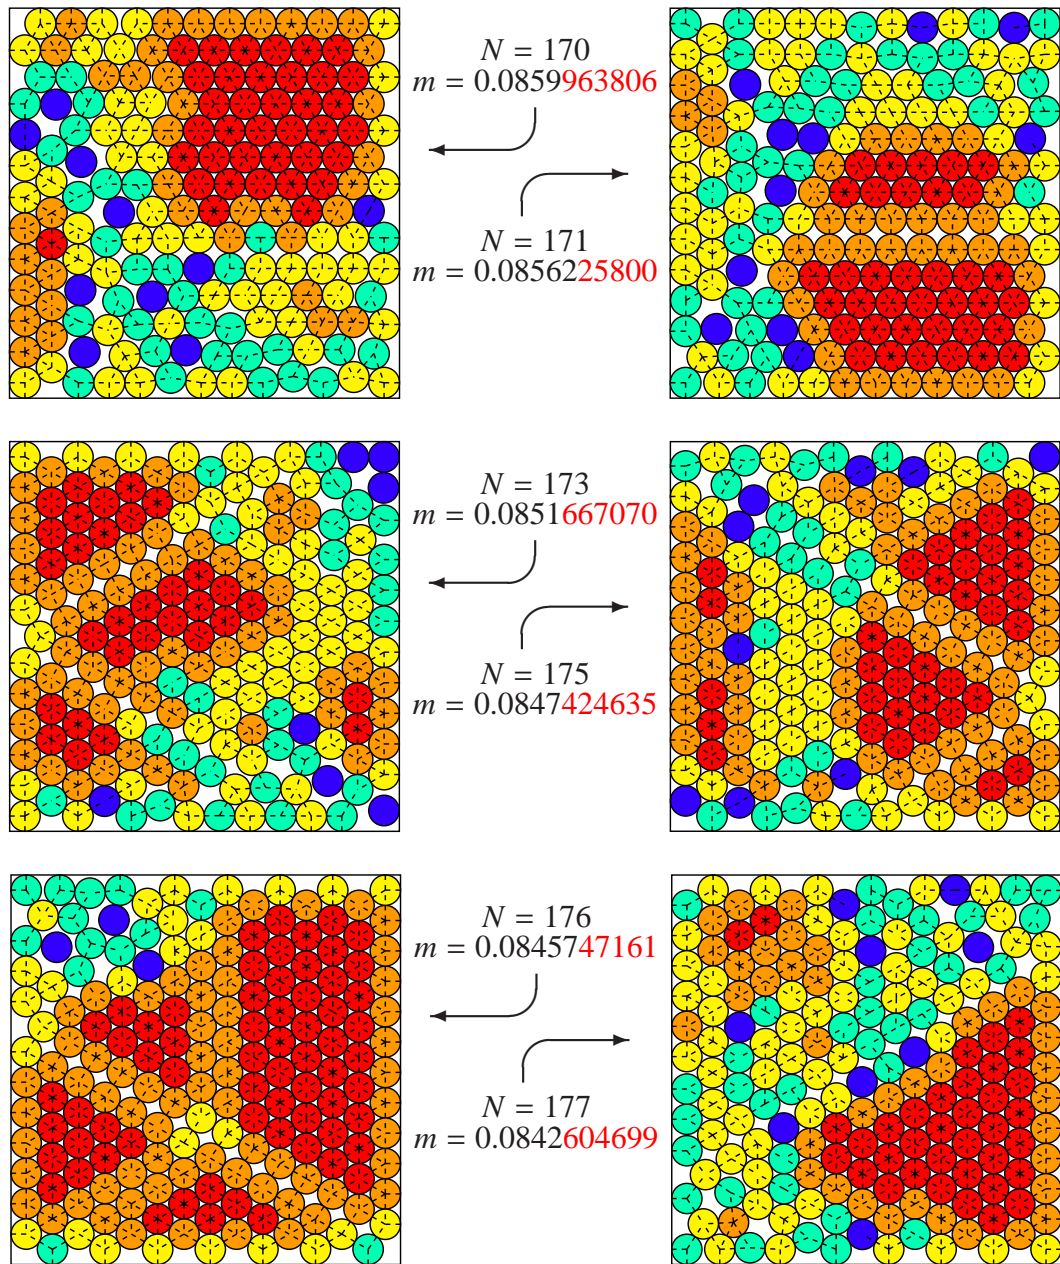 N = 170
m = 0.0859963806
N = 171
m = 0.0856225800
N = 173
m = 0.0851667070
N = 175
m = 0.0847424635
N = 176
m = 0.0845747161
N = 177
m = 0.0842604699